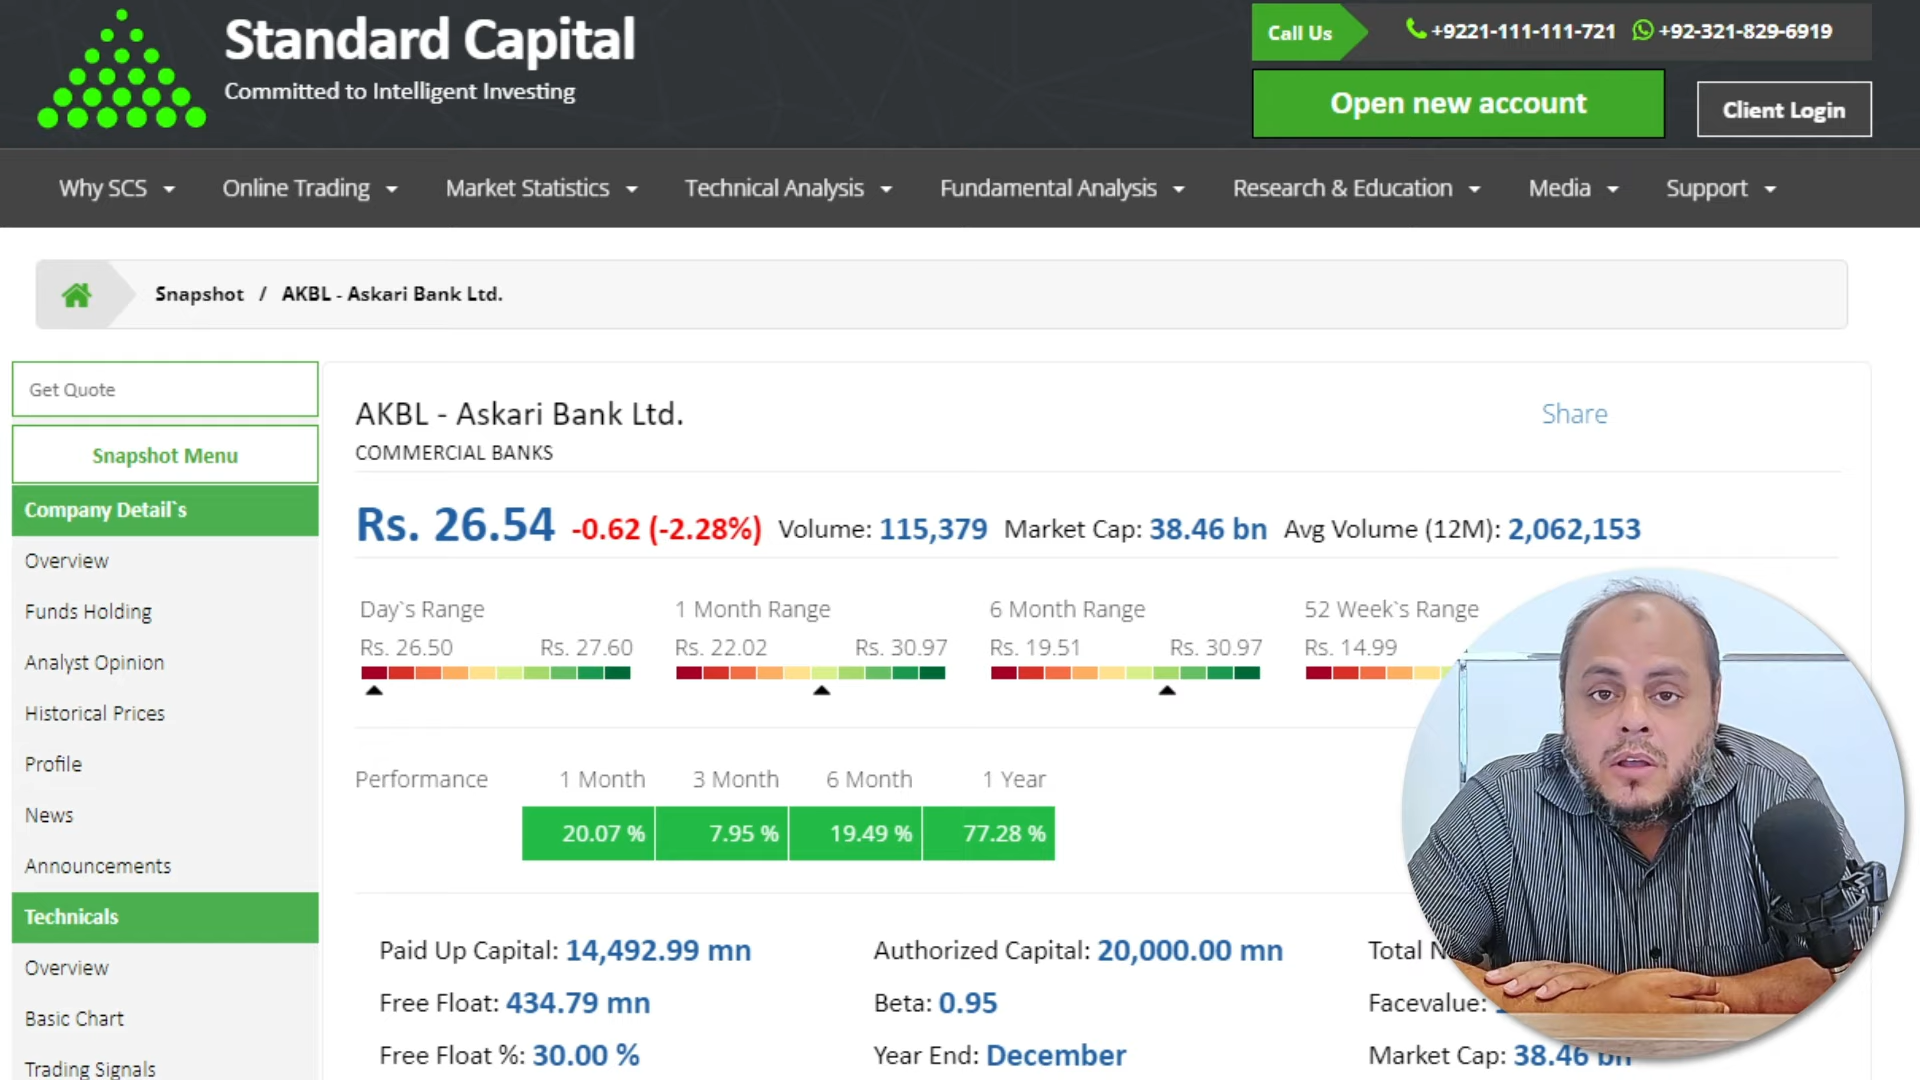 Standard Capital
Committed to Intelligent Investing
Call Us
+9221-111-111-721
+92-321-829-6919
Open new account
Client Login
Why SCS
Online Trading
Market Statistics
Technical Analysis
Fundamental Analysis
Research & Education
Media
Support
Snapshot / AKBL - Askari Bank Ltd.
Get Quote
Snapshot Menu
Company Detail`s
Overview
Funds Holding
Analyst Opinion
Historical Prices
Profile
News
Announcements
Technicals
Overview
Basic Chart
Trading Signals
AKBL - Askari Bank Ltd.
Share
COMMERCIAL BANKS
Rs. 26.54 -0.62 (-2.28%) Volume: 115,379 Market Cap: 38.46 bn Avg Volume (12M): 2,062,153
Day`s Range
Rs. 26.50 Rs. 27.60
1 Month Range
Rs. 22.02 Rs. 30.97
6 Month Range
Rs. 19.51 Rs. 30.97
52 Week`s Range
Rs. 14.99
Performance 1 Month 3 Month 6 Month 1 Year
20.07 % 7.95 % 19.49 % 77.28 %
Paid Up Capital: 14,492.99 mn Authorized Capital: 20,000.00 mn Total
Free Float: 434.79 mn Beta: 0.95 Facevalue:
Free Float %: 30.00 % Year End: December Market Cap: 38.46 bn